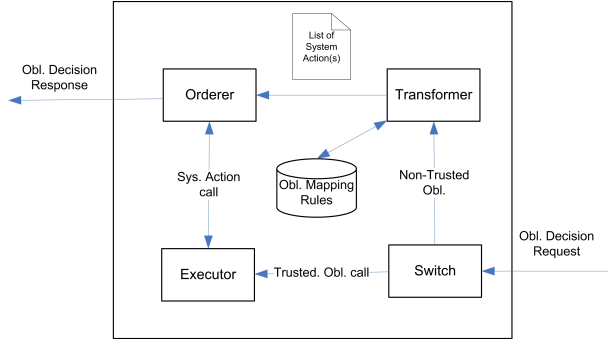 List of
System
Action(s)
Obl. Decision
Response
Orderer
Transformer
Sys. Action
call
Obl. Mapping
Rules
Non-Trusted
Obl.
Obl. Decision
Request
Executor
Trusted. Obl. call
Switch